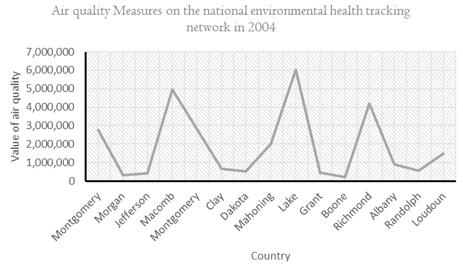 Air quality Measures on the national environmental health tracking
network in 2004
Value of air quality
7,000,000
6,000,000
5,000,000
4,000,000
3,000,000
2,000,000
1,000,000
0
Montgomery
Morgan
Jefferson
Macomb
Montgomery
Clay
Dakota
Mahoning
Lake
Grant
Boone
Richmond
Albany
Randolph
Loudoun
Country